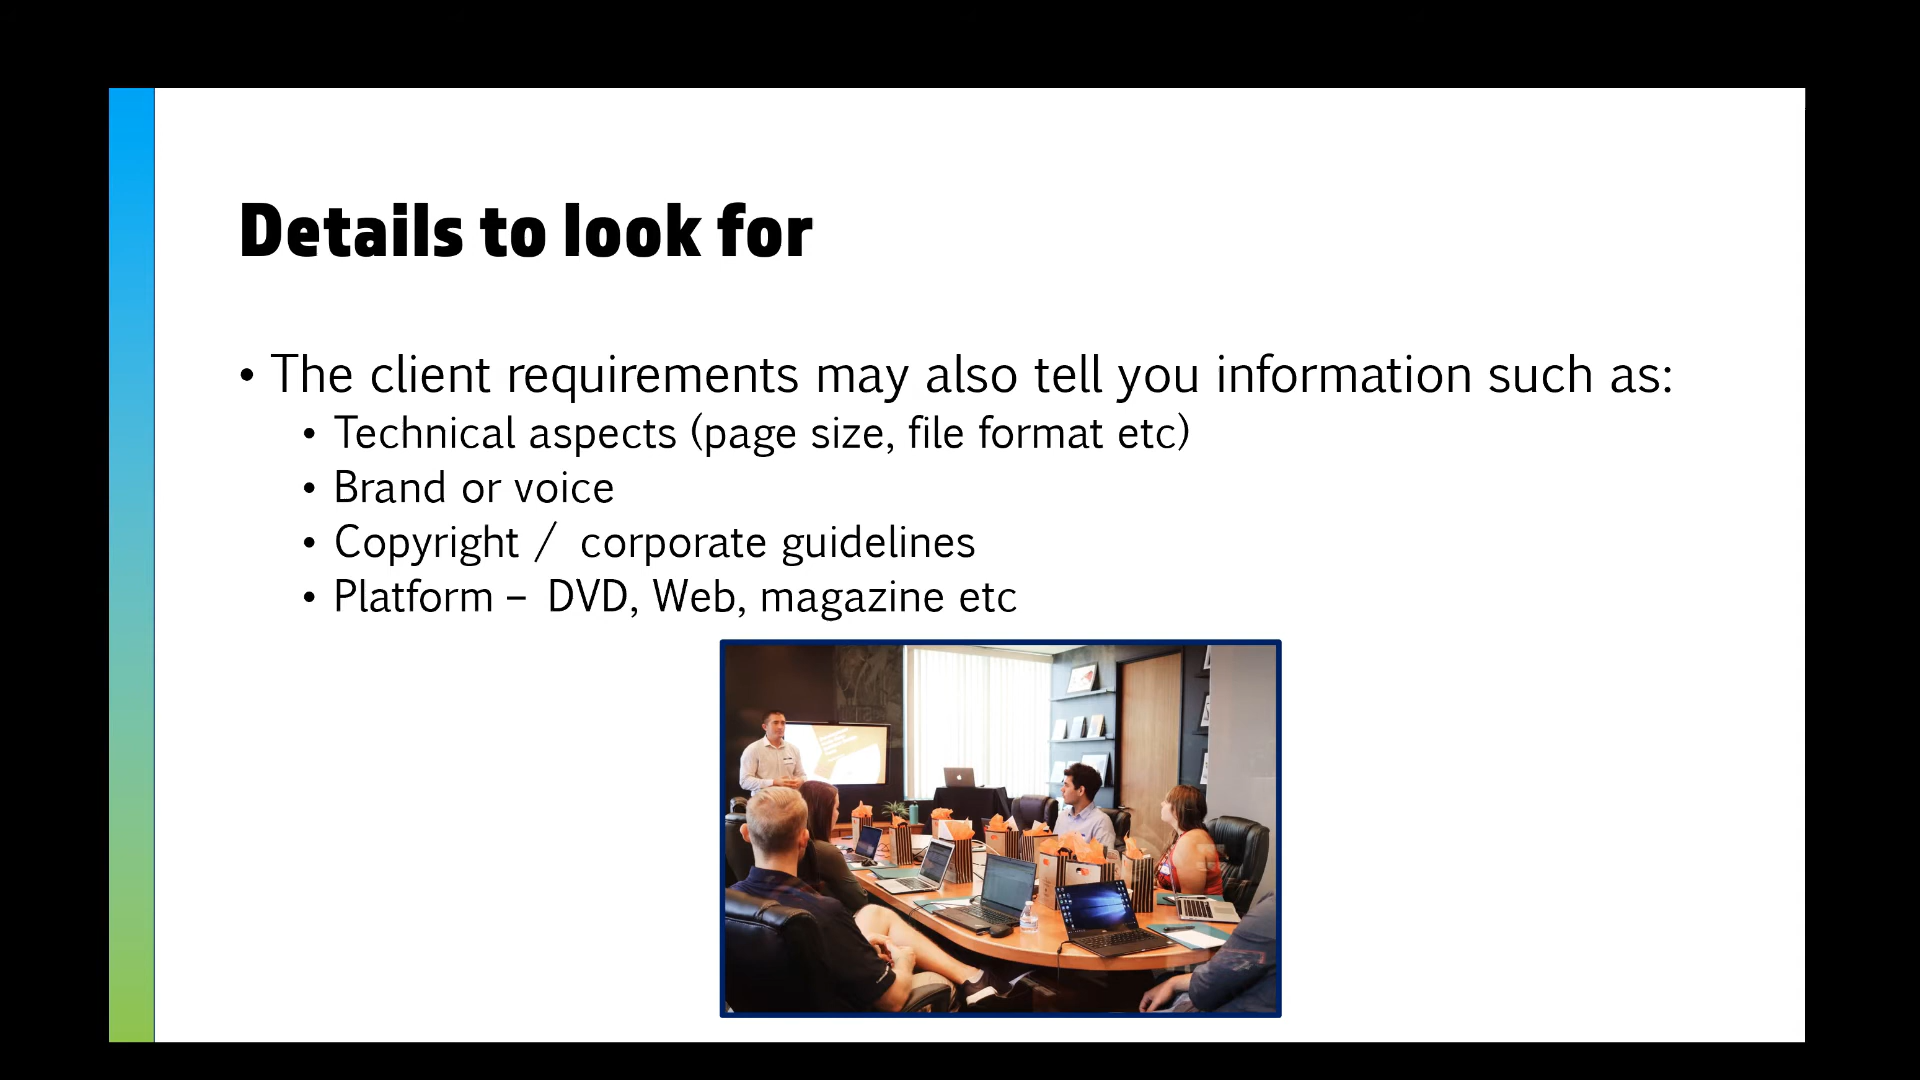 Details to look for
• The client requirements may also tell you information such as:
• Technical aspects (page size, file format etc)
• Brand or voice
• Copyright / corporate guidelines
• Platform – DVD, Web, magazine etc